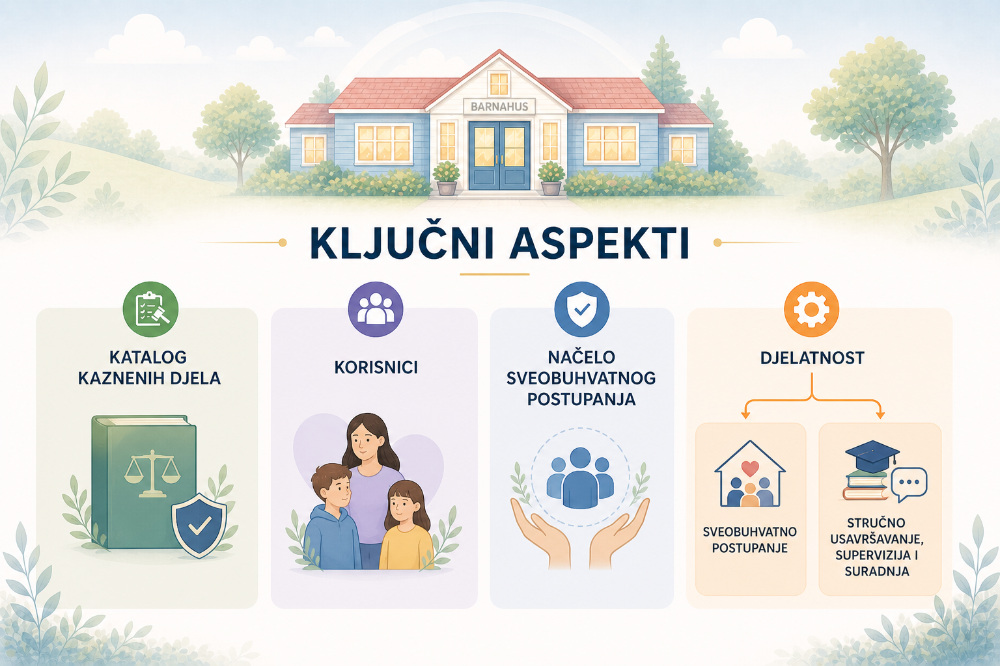 BARNAHUS
KLJUČNI ASPEKTI
KATALOG
KAZNENIH DJELA
KORISNICI
NAČELO
SVEOBUHVATNOG
POSTUPANJA
DJELATNOST
SVEOBUHVATNO
POSTUPANJE
STRUČNO
USAVRŠAVANJE,
SUPERVIZIJA I
SURADNJA